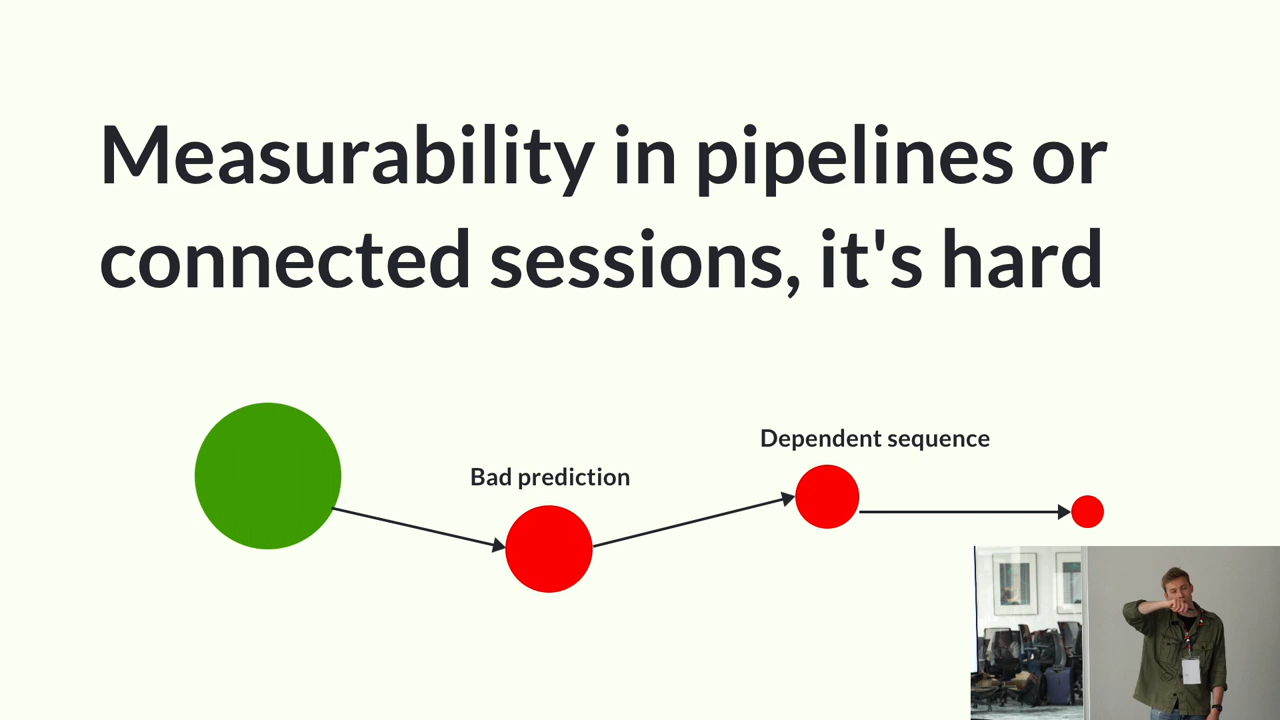 Measurability in pipelines or
connected sessions, it's hard
Dependent sequence
Bad prediction